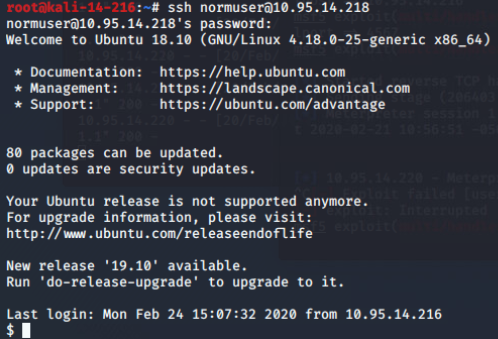 root@kali-14-216:~# ssh normuser@10.95.14.218
normuser@10.95.14.218's password:
Welcome to Ubuntu 18.10 (GNU/Linux 4.18.0-25-generic x86_64)
* Documentation: https://help.ubuntu.com
* Management: https://landscape.canonical.com
* Support: https://ubuntu.com/advantage
80 packages can be updated.
0 updates are security updates.
Your Ubuntu release is not supported anymore.
For upgrade information, please visit:
http://www.ubuntu.com/releaseendoflife
New release '19.10' available.
Run 'do-release-upgrade' to upgrade to it.
Last login: Mon Feb 24 15:07:32 2020 from 10.95.14.216
$